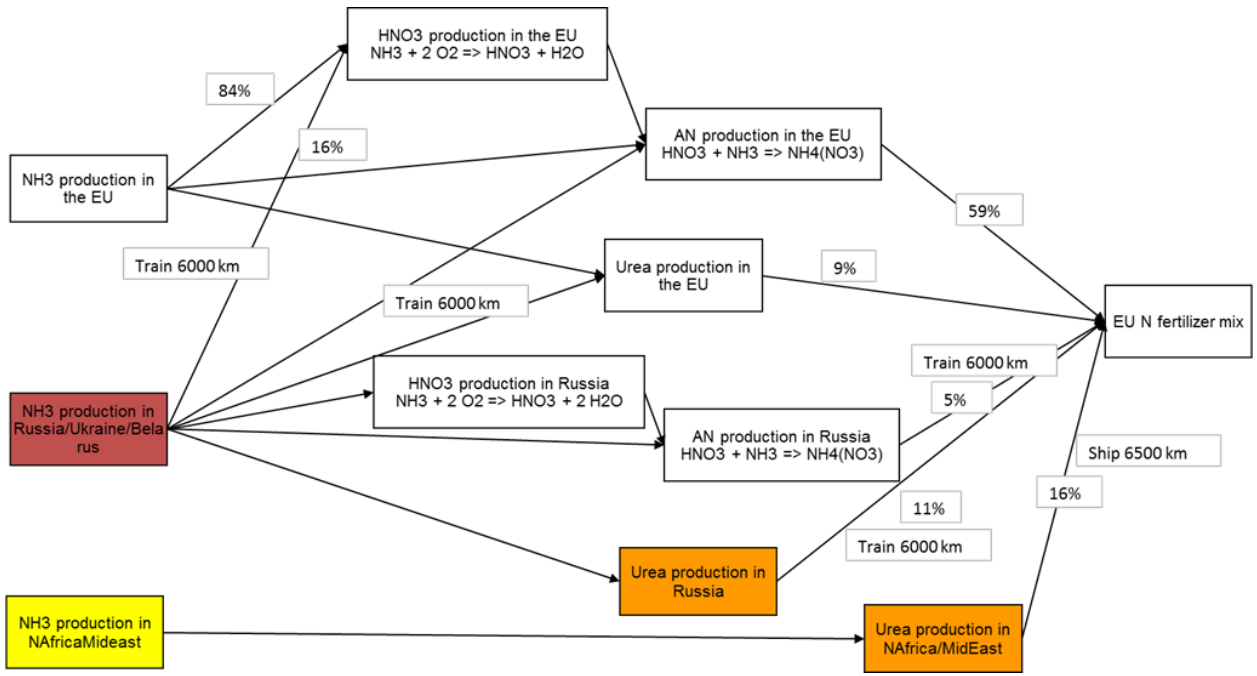 HNO3 production in the EU
NH3 + 2 O2 => HNO3 + H2O
84%
16%
AN production in the EU
HNO3 + NH3 => NH4(NO3)
NH3 production in
the EU
59%
Train 6000 km
Urea production in
the EU
9%
Train 6000 km
EU N fertilizer mix
HNO3 production in Russia
NH3 + 2 O2 => HNO3 + 2 H2O
Train 6000 km
5%
NH3 production in
Russia/Ukraine/Bela
rus
AN production in Russia
HNO3 + NH3 => NH4(NO3)
Ship 6500 km
16%
11%
Train 6000 km
Urea production in
Russia
NH3 production in
NAfricaMideast
Urea production in
NAfrica/MidEast